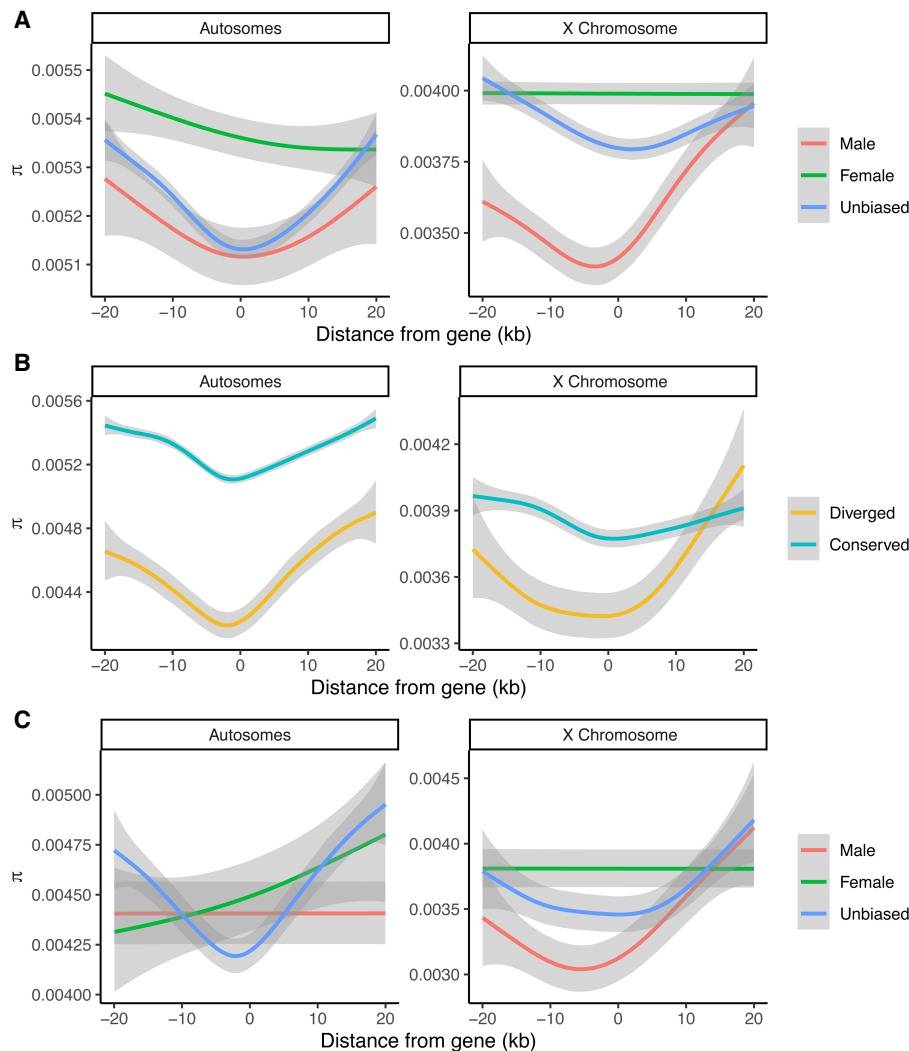 A
Autosomes
X Chromosome
0.0055
0.0054
0.0053
0.0052
0.0051
π
0.00400
0.00375
0.00350
−20 −10 0 10 20
−20 −10 0 10 20
Distance from gene (kb)
Male
Female
Unbiased
B
Autosomes
X Chromosome
0.0056
0.0052
0.0048
0.0044
π
0.0042
0.0039
0.0036
0.0033
−20 −10 0 10 20
−20 −10 0 10 20
Distance from gene (kb)
Diverged
Conserved
C
Autosomes
X Chromosome
0.00500
0.00475
0.00450
0.00425
0.00400
π
0.0045
0.0040
0.0035
0.0030
−20 −10 0 10 20
−20 −10 0 10 20
Distance from gene (kb)
Male
Female
Unbiased